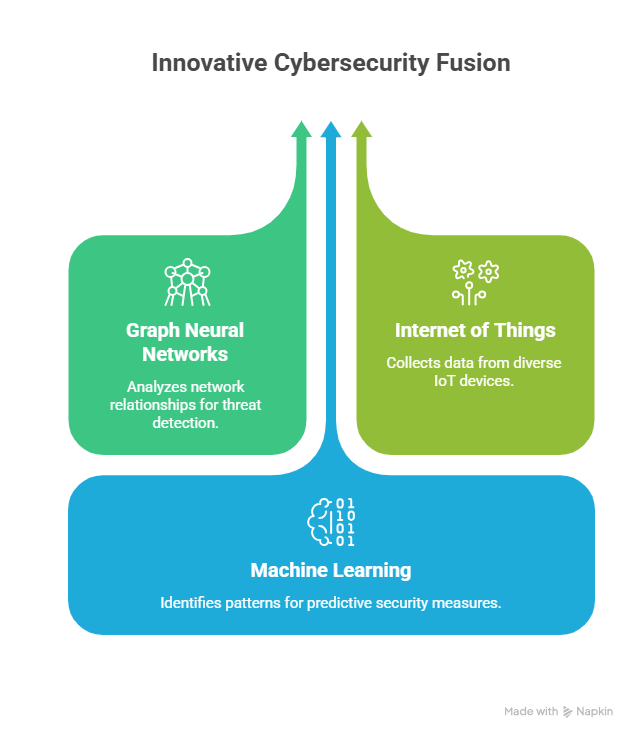 Innovative Cybersecurity Fusion
Graph Neural
Networks
Analyzes network
relationships for threat
detection.
Internet of Things
Collects data from diverse
IoT devices.
01
10
01
01
Machine Learning
Identifies patterns for predictive security measures.
Made with Napkin